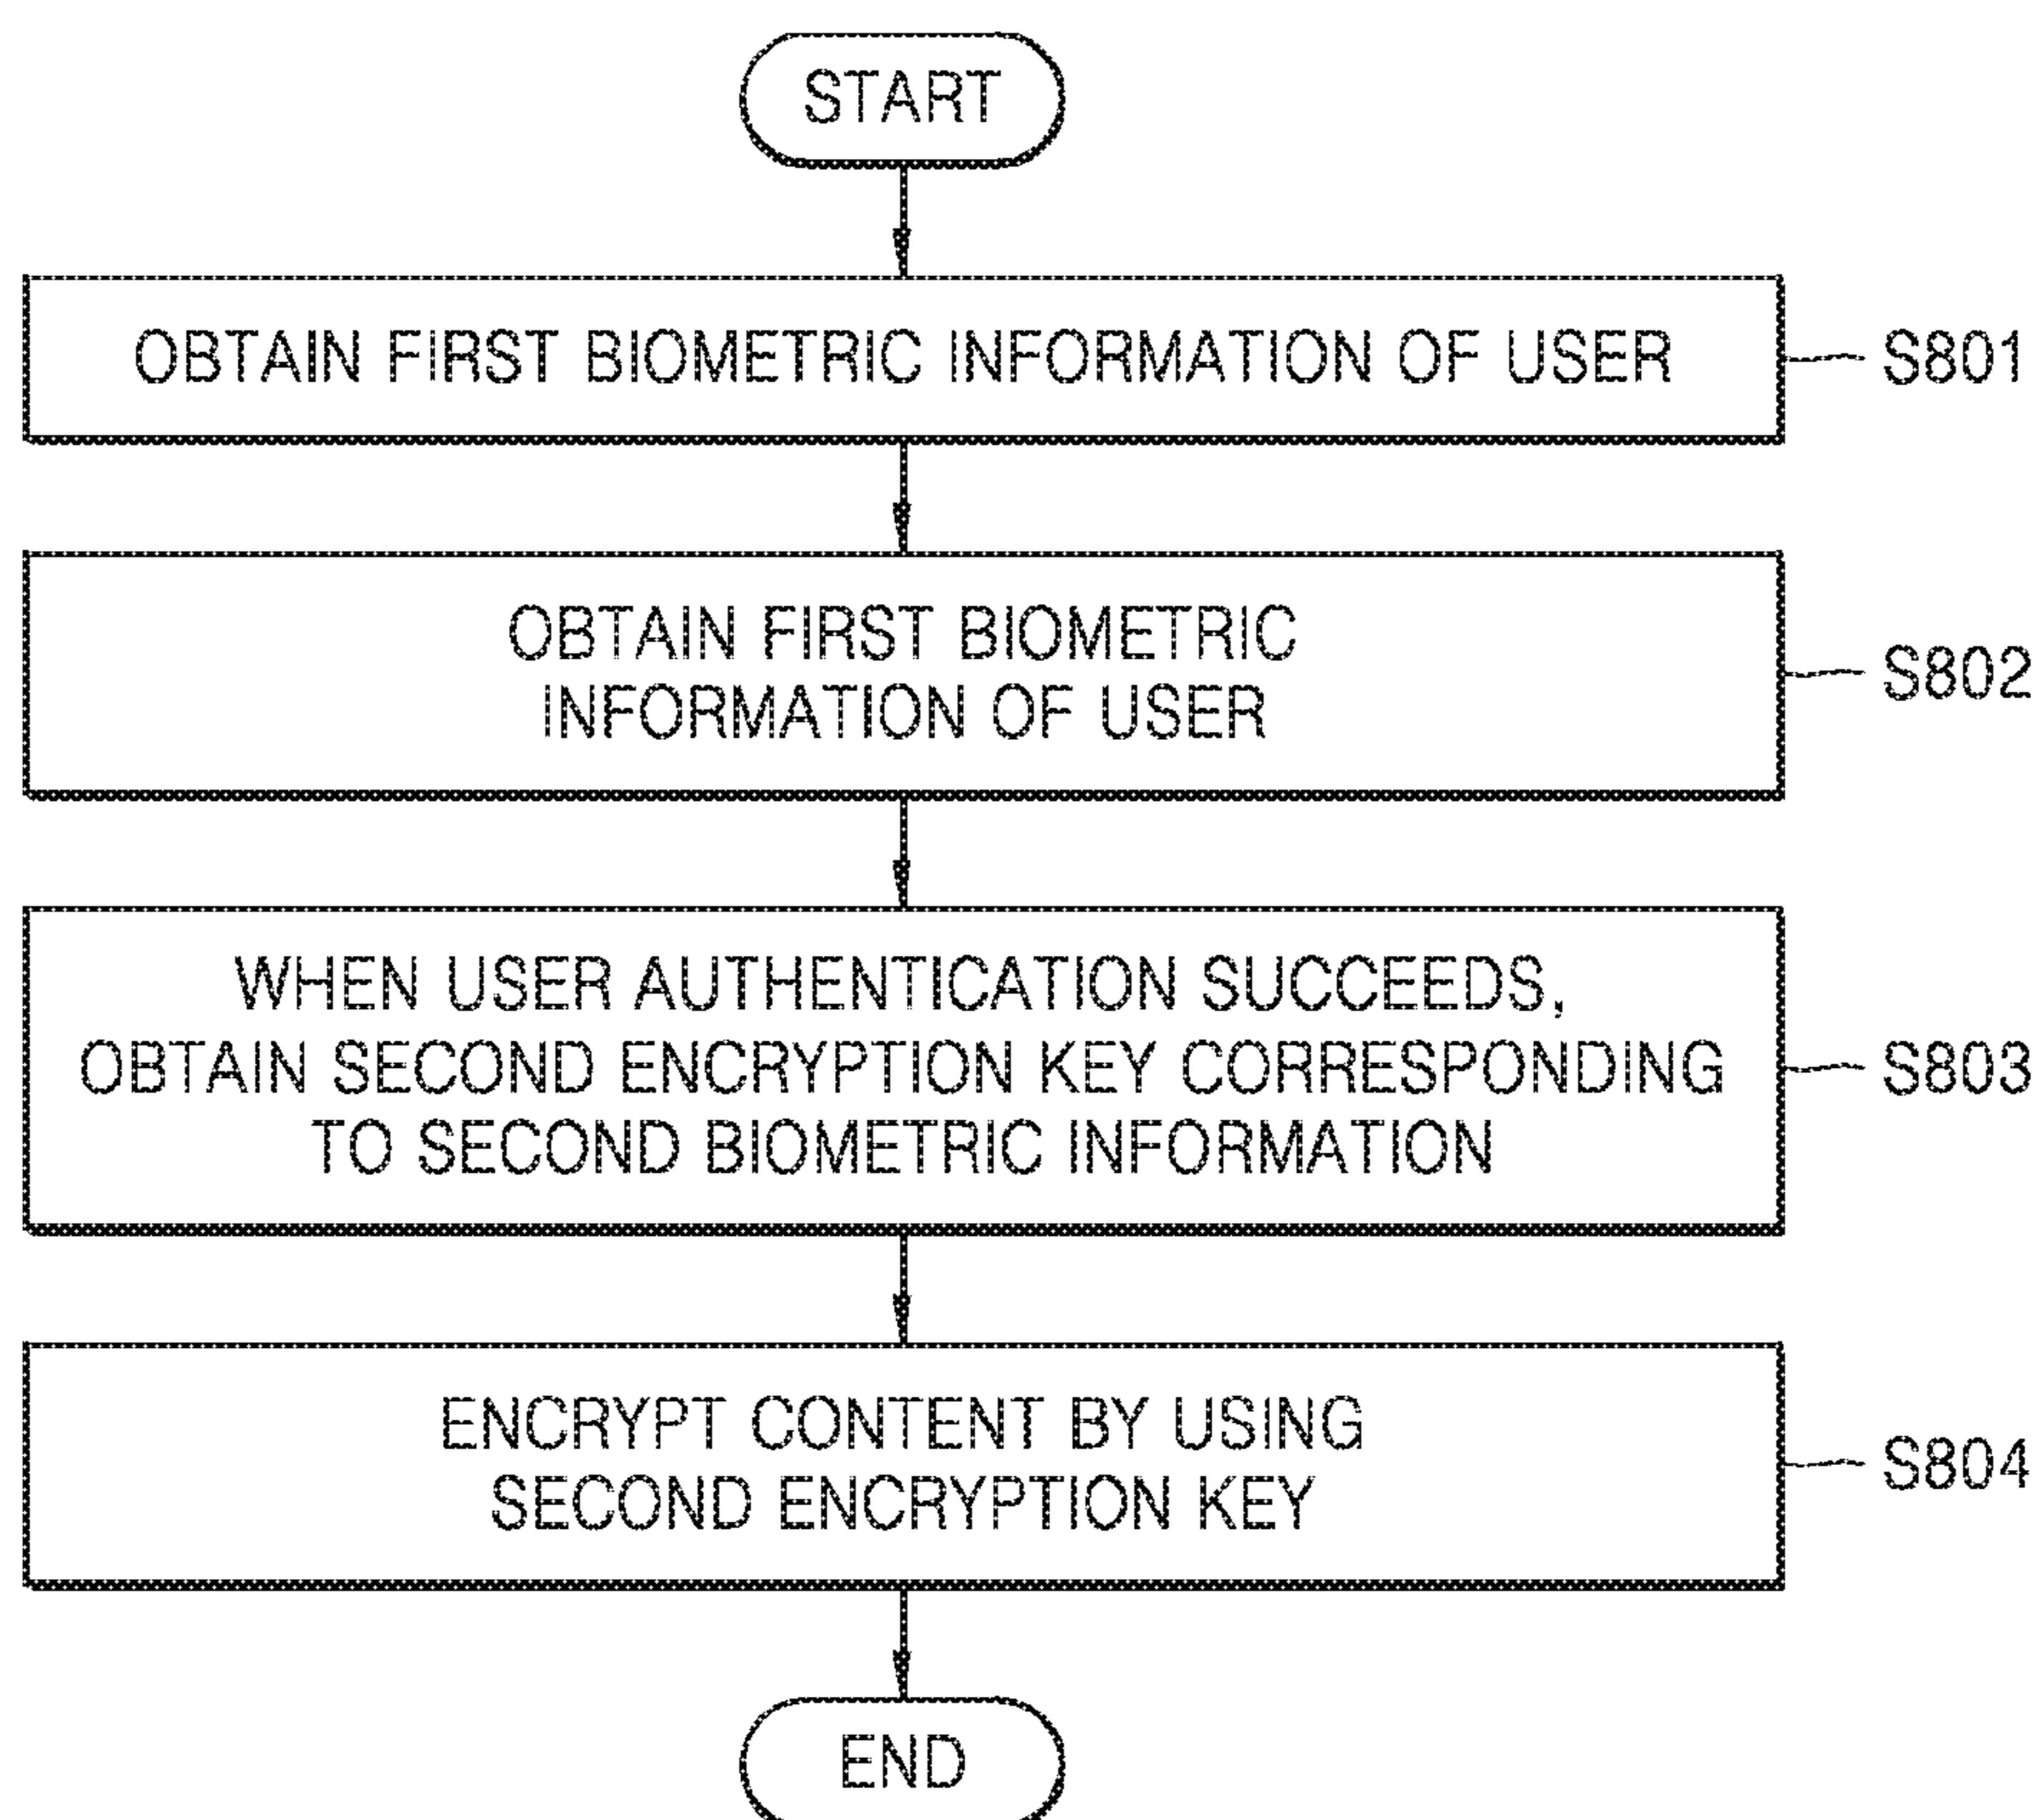 START
OBTAIN FIRST BIOMETRIC INFORMATION OF USER
S801
OBTAIN FIRST BIOMETRIC
INFORMATION OF USER
S802
WHEN USER AUTHENTICATION SUCCEEDS,
OBTAIN SECOND ENCRYPTION KEY CORRESPONDING
TO SECOND BIOMETRIC INFORMATION
S803
ENCRYPT CONTENT BY USING
SECOND ENCRYPTION KEY
S804
END